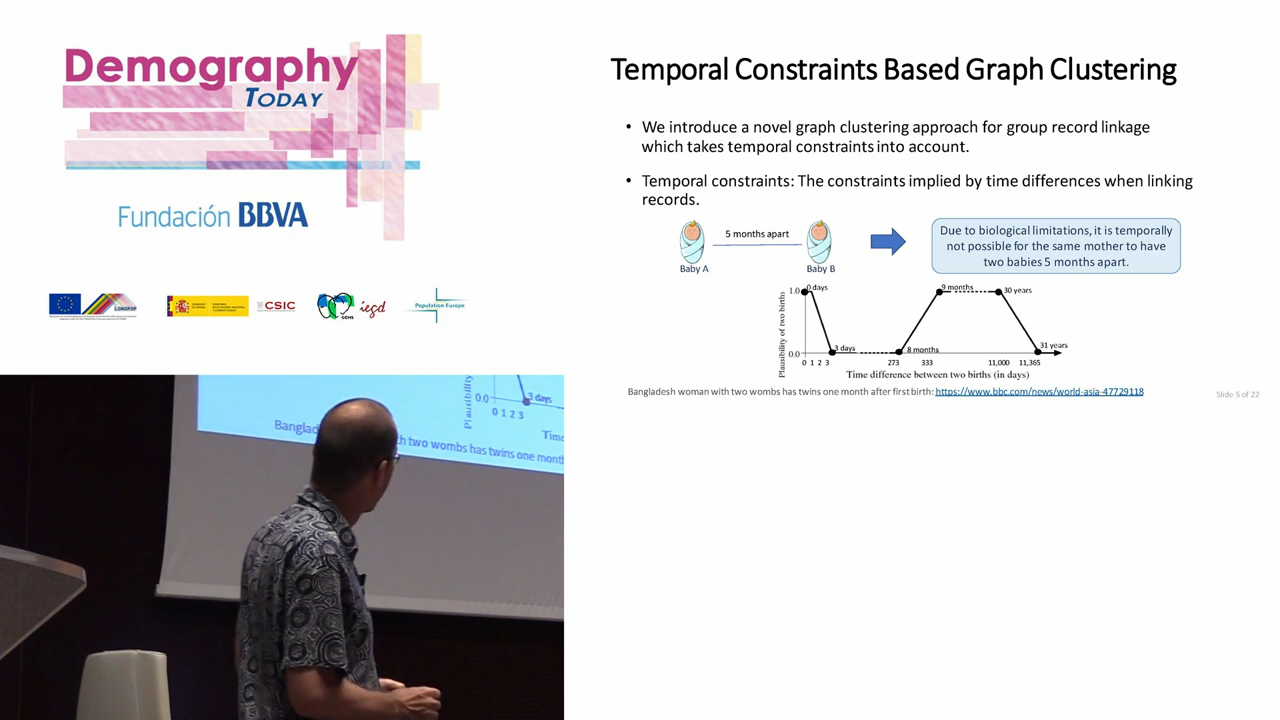 Demography
TODAY
Fundación BBVA
LONGPOP
CSIC
CCHS
iegd
Population Europe
Temporal Constraints Based Graph Clustering
• We introduce a novel graph clustering approach for group record linkage
which takes temporal constraints into account.
• Temporal constraints: The constraints implied by time differences when linking
records.
5 months apart
Baby A
Baby B
Due to biological limitations, it is temporally
not possible for the same mother to have
two babies 5 months apart.
Plausibility of two births
1.0
0.0
0 days
3 days
8 months
9 months
30 years
31 years
0 1 2 3 273 333 11,000 11,365
Time difference between two births (in days)
Bangladesh woman with two wombs has twins one month after first birth: https://www.bbc.com/news/world-asia-47729118
Slide 5 of 22
Plausibility
0.0
3 days
0 1 2 3
Time
Banglad
h two wombs has twins one month